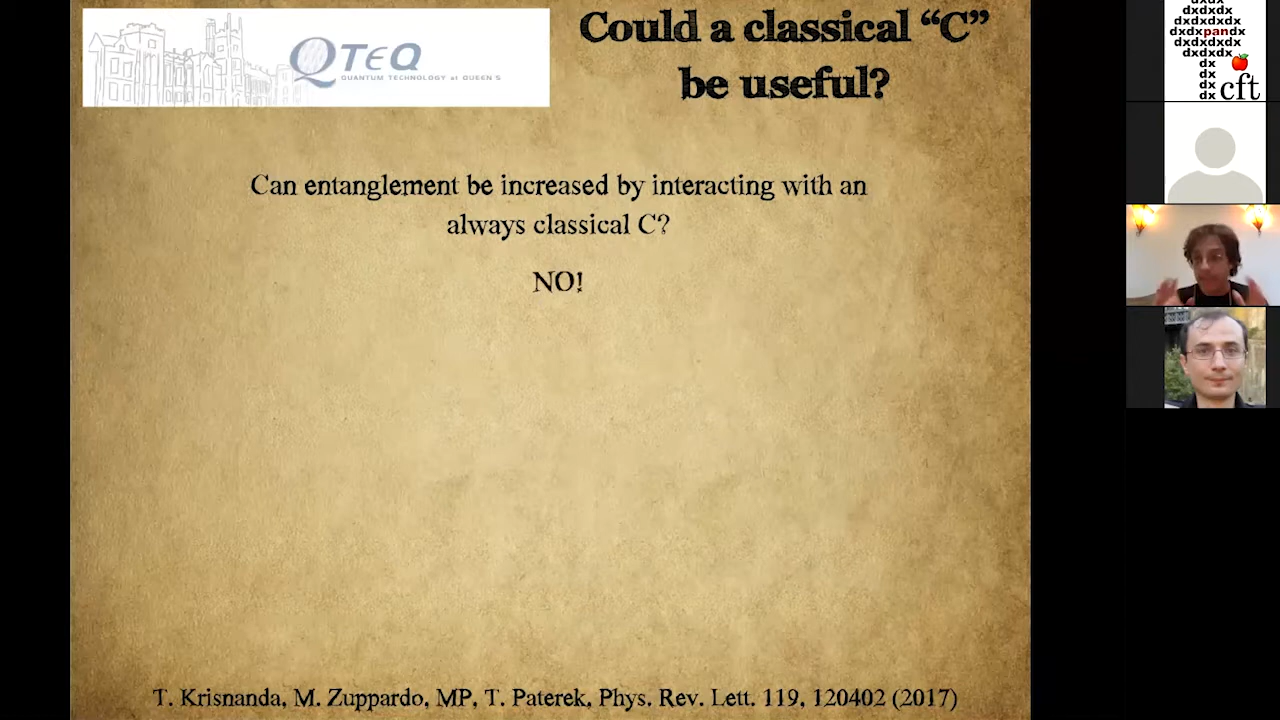 QTEQ
QUANTUM TECHNOLOGY at QUEEN'S
Could a classical “C”
be useful?
Can entanglement be increased by interacting with an
always classical C?
NO!
T. Krisnanda, M. Zuppardo, MP, T. Paterek, Phys. Rev. Lett. 119, 120402 (2017)
dxdx
dxdxdx
dxdxdxdx
dxdxpandx
dxdxdxdx
dxdxdx
dx
dx
dx
dx cft